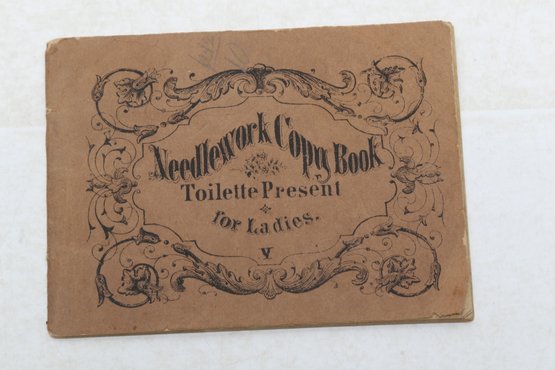 Needlework Copy Book
Toilette Present
for Ladies.
V